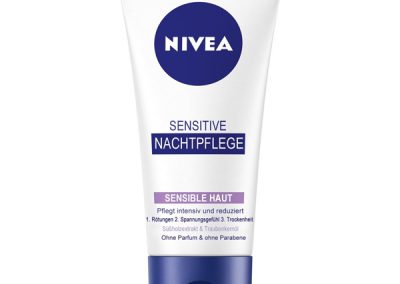 NIVEA
SENSITIVE
NACHTPFLEGE
SENSIBLE HAUT
Pflegt intensiv und reduziert
1. Rötungen 2. Spannungsgefühl 3. Trockenheit
Süßholzextrakt & Traubenkernöl
Ohne Parfum & ohne Parabene